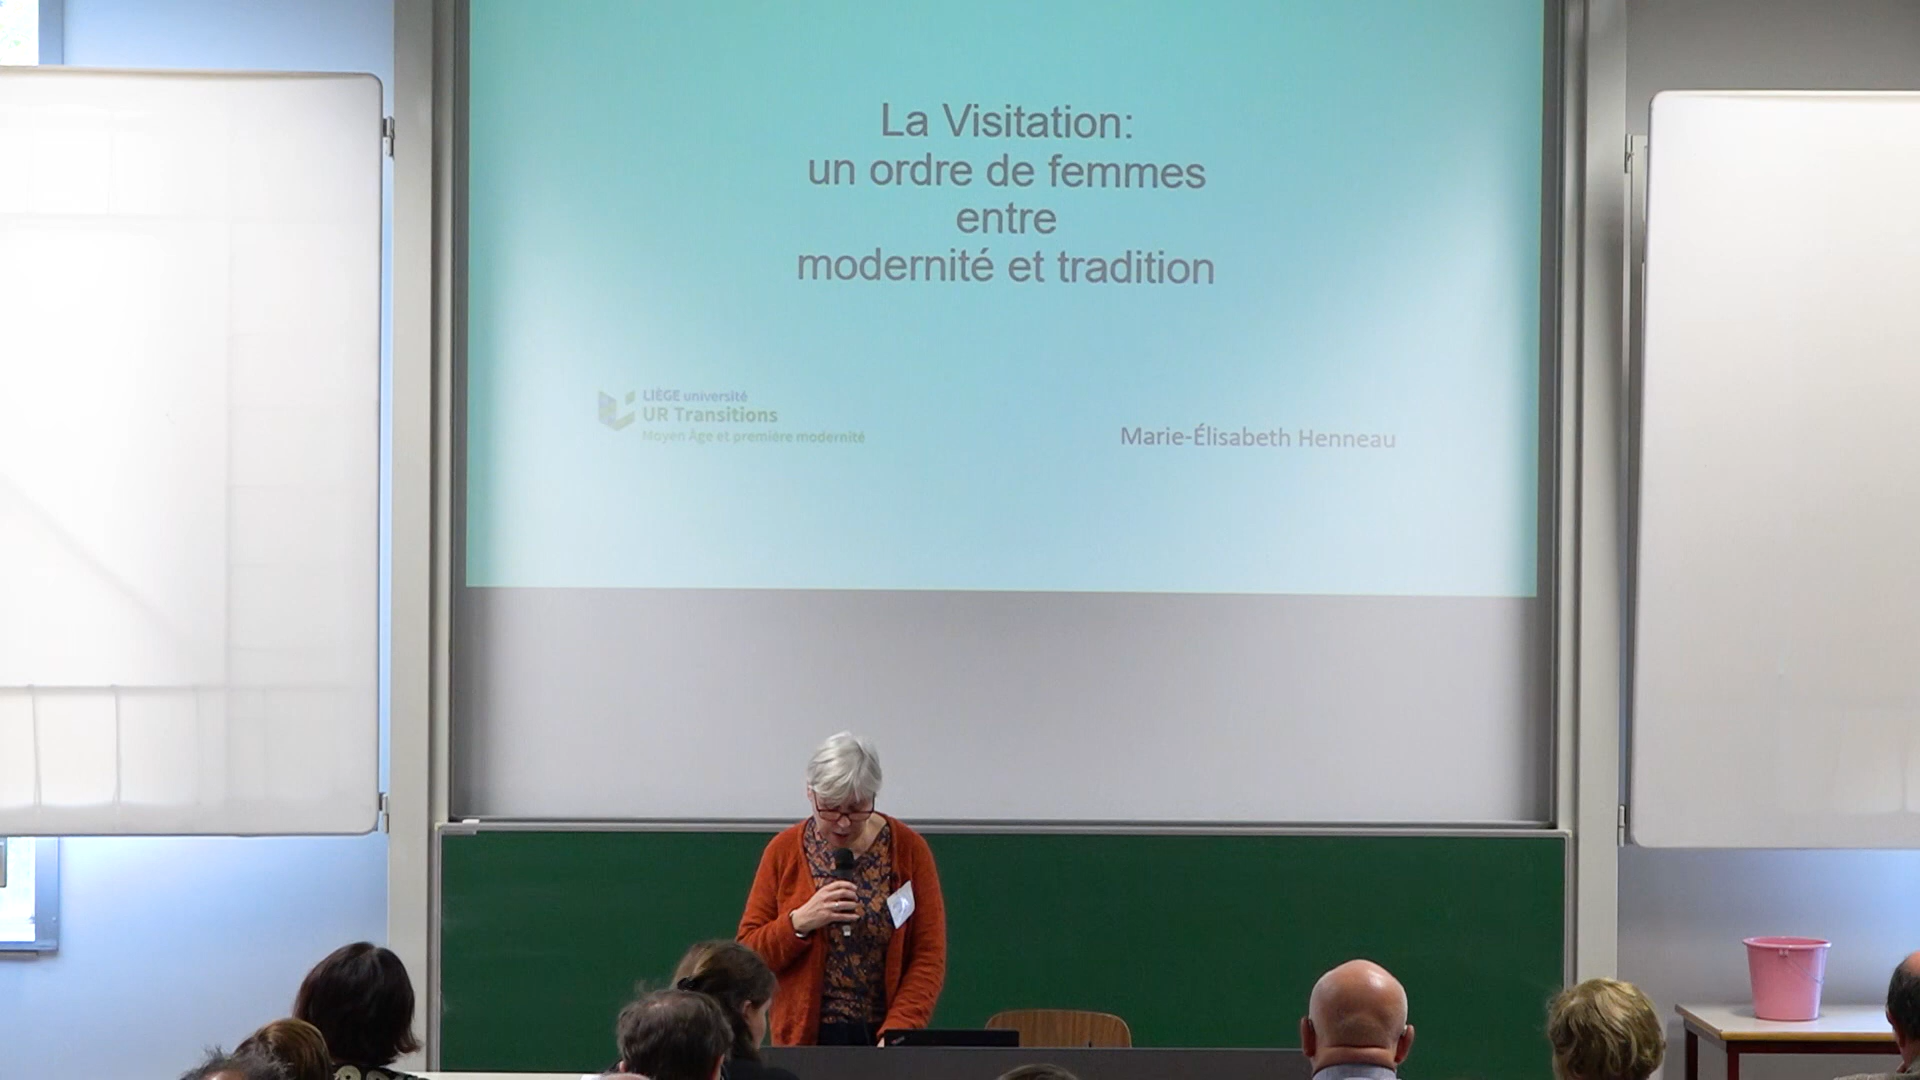 La Visitation:
un ordre de femmes
entre
modernité et tradition
LIÈGE université
UR Transitions
Moyen Âge et première modernité
Marie-Élisabeth Henneau